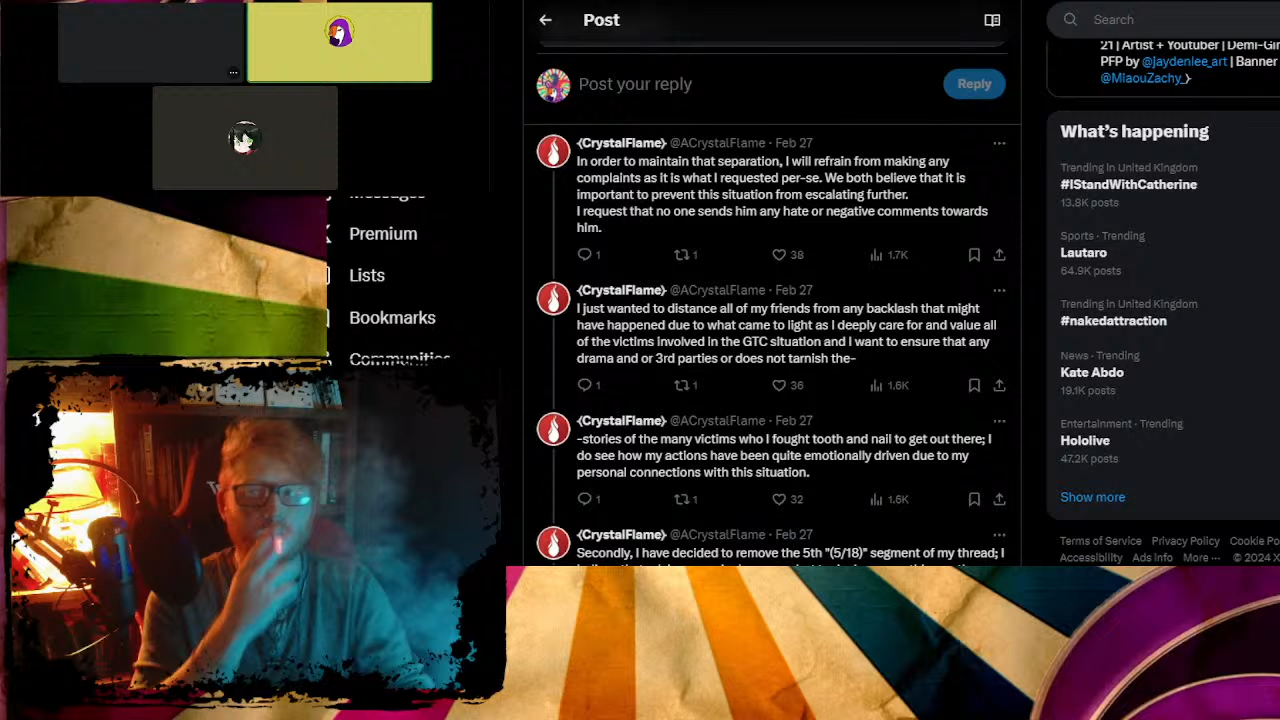 Post
Search
Post your reply
Reply
21 | Artist + Youtuber | Demi-Gi
PFP by @jaydenlee_art | Banner
@MiaouZachy_}
Messages
Premium
Lists
Bookmarks
Communities
{CrystalFlame} @ACrystalFlame · Feb 27
In order to maintain that separation, I will refrain from making any
complaints as it is what I requested per-se. We both believe that it is
important to prevent this situation from escalating further.
I request that no one sends him any hate or negative comments towards
him.
1 1 38 1.7K
{CrystalFlame} @ACrystalFlame · Feb 27
I just wanted to distance all of my friends from any backlash that might
have happened due to what came to light as I deeply care for and value all
of the victims involved in the GTC situation and I want to ensure that any
drama and or 3rd parties or does not tarnish the-
1 1 36 1.6K
{CrystalFlame} @ACrystalFlame · Feb 27
-stories of the many victims who I fought tooth and nail to get out there; I
do see how my actions have been quite emotionally driven due to my
personal connections with this situation.
1 1 32 1.6K
{CrystalFlame} @ACrystalFlame · Feb 27
Secondly, I have decided to remove the 5th "(5/18)" segment of my thread; I
What's happening
Trending in United Kingdom
#IStandWithCatherine
13.8K posts
Sports · Trending
Lautaro
64.9K posts
Trending in United Kingdom
#nakedattraction
News · Trending
Kate Abdo
19.1K posts
Entertainment · Trending
Hololive
47.2K posts
Show more
Terms of Service Privacy Policy Cookie Po
Accessibility Ads info More ··· © 2024 X